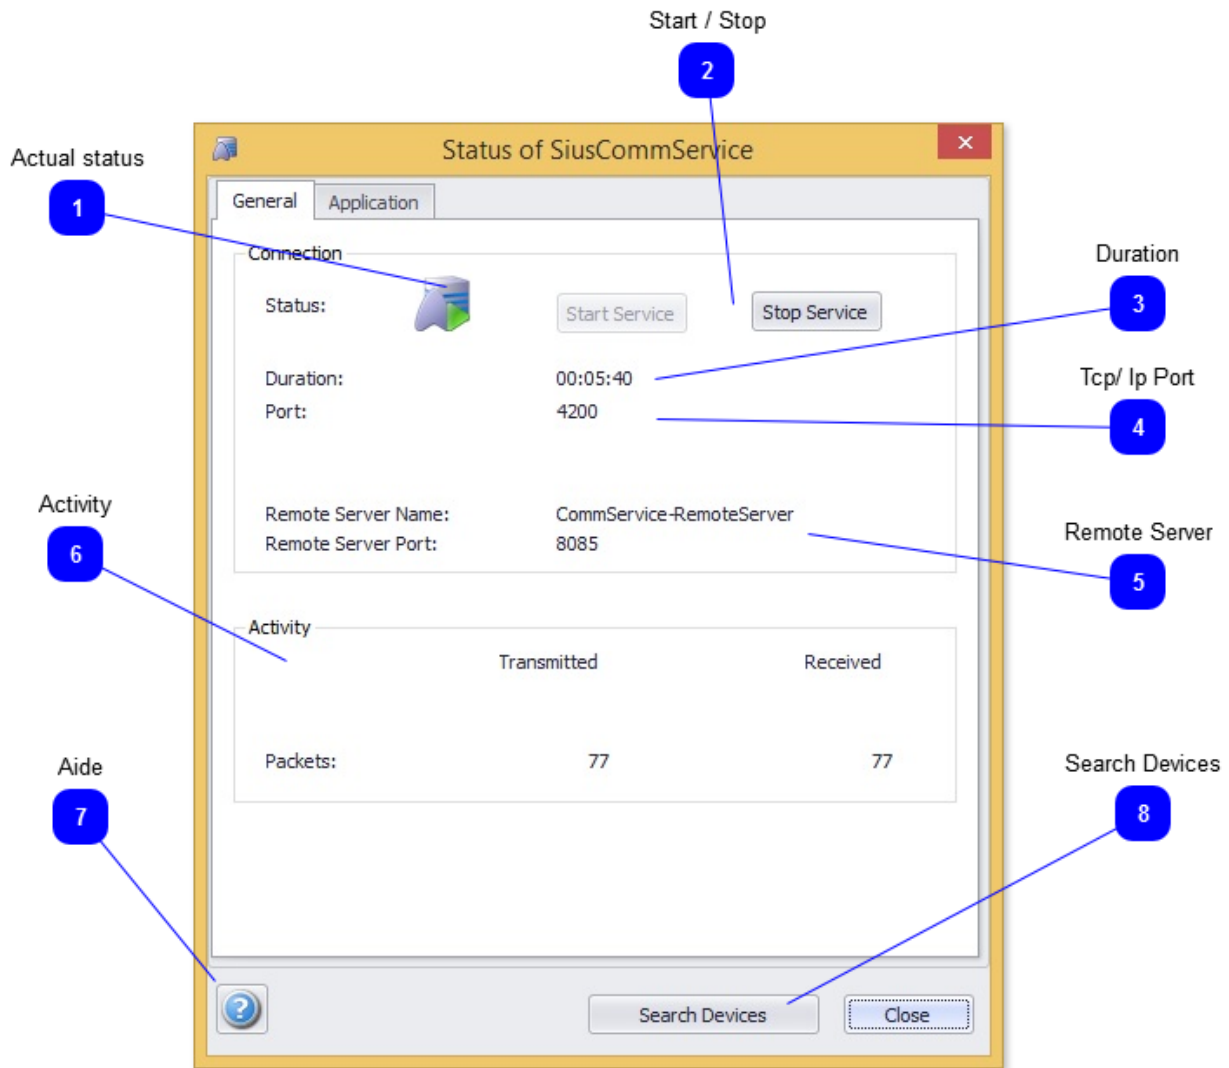 Start / Stop
2
Status of SiusCommService
Actual status
1
General Application
Connection
Status: Start Service Stop Service
Duration
3
Duration: 00:05:40
Port: 4200
Tcp/ Ip Port
4
Activity
6
Remote Server Name: CommService-RemoteServer
Remote Server Port: 8085
Remote Server
5
Activity
Transmitted Received
Packets: 77 77
Aide
7
Search Devices
8
?
Search Devices Close